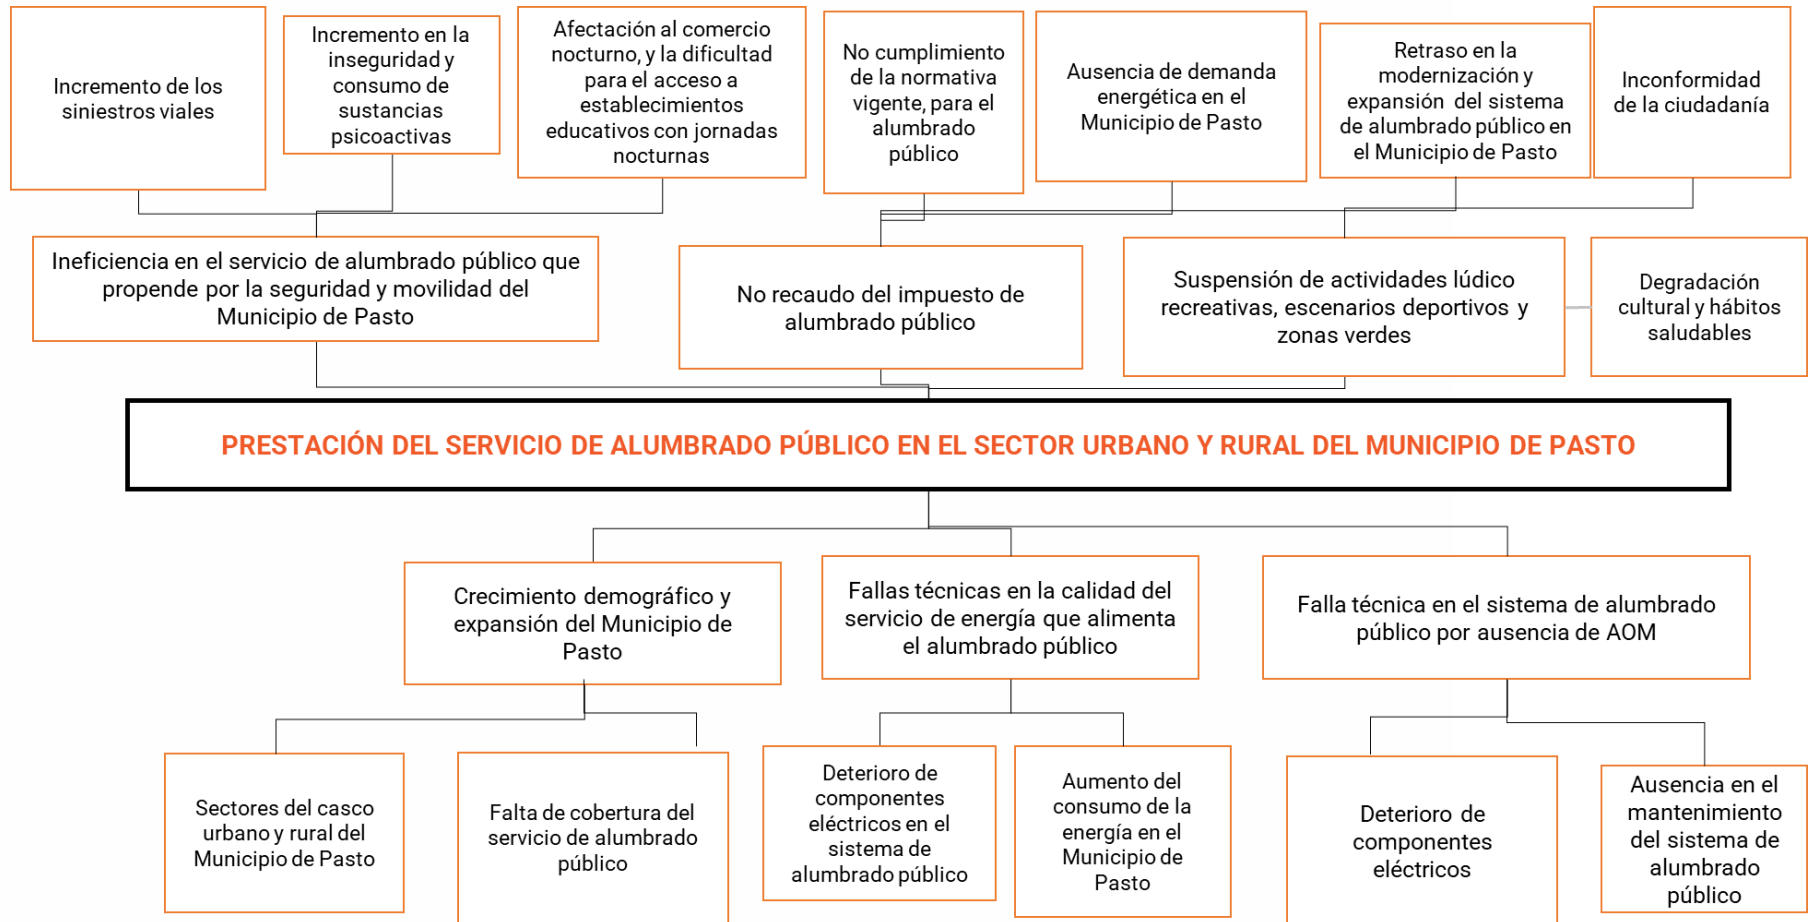 Incremento de los
siniestros viales
Incremento en la
inseguridad y
consumo de
sustancias
psicoactivas
Afectación al comercio
nocturno, y la dificultad
para el acceso a
establecimientos
educativos con jornadas
nocturnas
No cumplimiento
de la normativa
vigente, para el
alumbrado
público
Ausencia de demanda
energética en el
Municipio de Pasto
Retraso en la
modernización y
expansión del sistema
de alumbrado público en
el Municipio de Pasto
Inconformidad
de la ciudadanía
Ineficiencia en el servicio de alumbrado público que
propende por la seguridad y movilidad del
Municipio de Pasto
No recaudo del impuesto de
alumbrado público
Suspensión de actividades lúdico
recreativas, escenarios deportivos y
zonas verdes
Degradación
cultural y hábitos
saludables
PRESTACIÓN DEL SERVICIO DE ALUMBRADO PÚBLICO EN EL SECTOR URBANO Y RURAL DEL MUNICIPIO DE PASTO
Crecimiento demográfico y
expansión del Municipio de
Pasto
Fallas técnicas en la calidad del
servicio de energía que alimenta
el alumbrado público
Falla técnica en el sistema de alumbrado
público por ausencia de AOM
Sectores del casco
urbano y rural del
Municipio de Pasto
Falta de cobertura del
servicio de alumbrado
público
Deterioro de
componentes
eléctricos en el
sistema de
alumbrado público
Aumento del
consumo de la
energía en el
Municipio de
Pasto
Deterioro de
componentes
eléctricos
Ausencia en el
mantenimiento
del sistema de
alumbrado
público